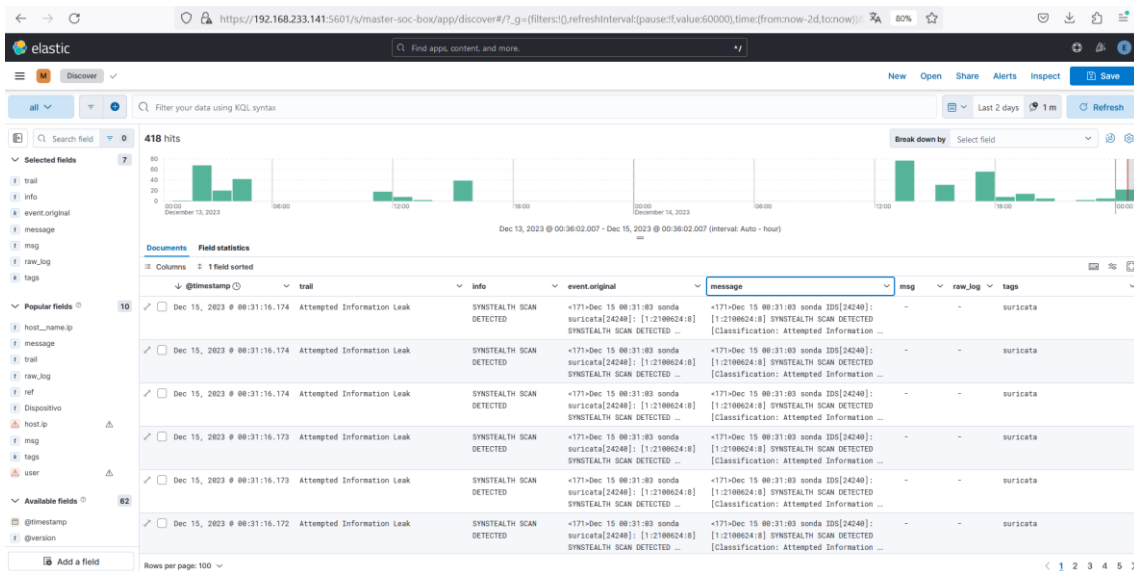 https://192.168.233.141:5601/s/master-soc-box/app/discover#/?_g=(filters:!(),refreshInterval:(pause:!f,value:60000),time:(from:now-2d,to:now))
80%
elastic
Find apps, content, and more.
*/
E
M
Discover
New Open Share Alerts Inspect Save
all
Filter your data using KQL syntax
Last 2 days
1 m
Refresh
Search field
0
418 hits
Break down by Select field
Selected fields 7
trail
info
event.original
message
msg
raw_log
tags
Popular fields 10
host__name.ip
message
trail
raw_log
ref
Dispositivo
host.ip
msg
tags
user
Available fields 62
@timestamp
@version
Add a field
80
60
40
20
0
00:00 06:00 12:00 18:00 00:00 06:00 12:00 18:00 00:00
December 13, 2023 December 14, 2023
Dec 13, 2023 @ 00:36:02.007 - Dec 15, 2023 @ 00:36:02.007 (interval: Auto - hour)
Documents Field statistics
Columns 1 field sorted
@timestamp trail info event.original message msg raw_log tags
Dec 15, 2023 @ 00:31:16.174 Attempted Information Leak SYNSTEALTH SCAN <171>Dec 15 00:31:03 sonda <171>Dec 15 00:31:03 sonda IDS[24240]: - - suricata
DETECTED suricata[24240]: [1:2100624:8] [1:2100624:8] SYNSTEALTH SCAN DETECTED
SYNSTEALTH SCAN DETECTED … [Classification: Attempted Information …
Dec 15, 2023 @ 00:31:16.174 Attempted Information Leak SYNSTEALTH SCAN <171>Dec 15 00:31:03 sonda <171>Dec 15 00:31:03 sonda IDS[24240]: - - suricata
DETECTED suricata[24240]: [1:2100624:8] [1:2100624:8] SYNSTEALTH SCAN DETECTED
SYNSTEALTH SCAN DETECTED … [Classification: Attempted Information …
Dec 15, 2023 @ 00:31:16.174 Attempted Information Leak SYNSTEALTH SCAN <171>Dec 15 00:31:03 sonda <171>Dec 15 00:31:03 sonda IDS[24240]: - - suricata
DETECTED suricata[24240]: [1:2100624:8] [1:2100624:8] SYNSTEALTH SCAN DETECTED
SYNSTEALTH SCAN DETECTED … [Classification: Attempted Information …
Dec 15, 2023 @ 00:31:16.173 Attempted Information Leak SYNSTEALTH SCAN <171>Dec 15 00:31:03 sonda <171>Dec 15 00:31:03 sonda IDS[24240]: - - suricata
DETECTED suricata[24240]: [1:2100624:8] [1:2100624:8] SYNSTEALTH SCAN DETECTED
SYNSTEALTH SCAN DETECTED … [Classification: Attempted Information …
Dec 15, 2023 @ 00:31:16.173 Attempted Information Leak SYNSTEALTH SCAN <171>Dec 15 00:31:03 sonda <171>Dec 15 00:31:03 sonda IDS[24240]: - - suricata
DETECTED suricata[24240]: [1:2100624:8] [1:2100624:8] SYNSTEALTH SCAN DETECTED
SYNSTEALTH SCAN DETECTED … [Classification: Attempted Information …
Dec 15, 2023 @ 00:31:16.172 Attempted Information Leak SYNSTEALTH SCAN <171>Dec 15 00:31:03 sonda <171>Dec 15 00:31:03 sonda IDS[24240]: - - suricata
DETECTED suricata[24240]: [1:2100624:8] [1:2100624:8] SYNSTEALTH SCAN DETECTED
SYNSTEALTH SCAN DETECTED … [Classification: Attempted Information …
Rows per page: 100
1 2 3 4 5